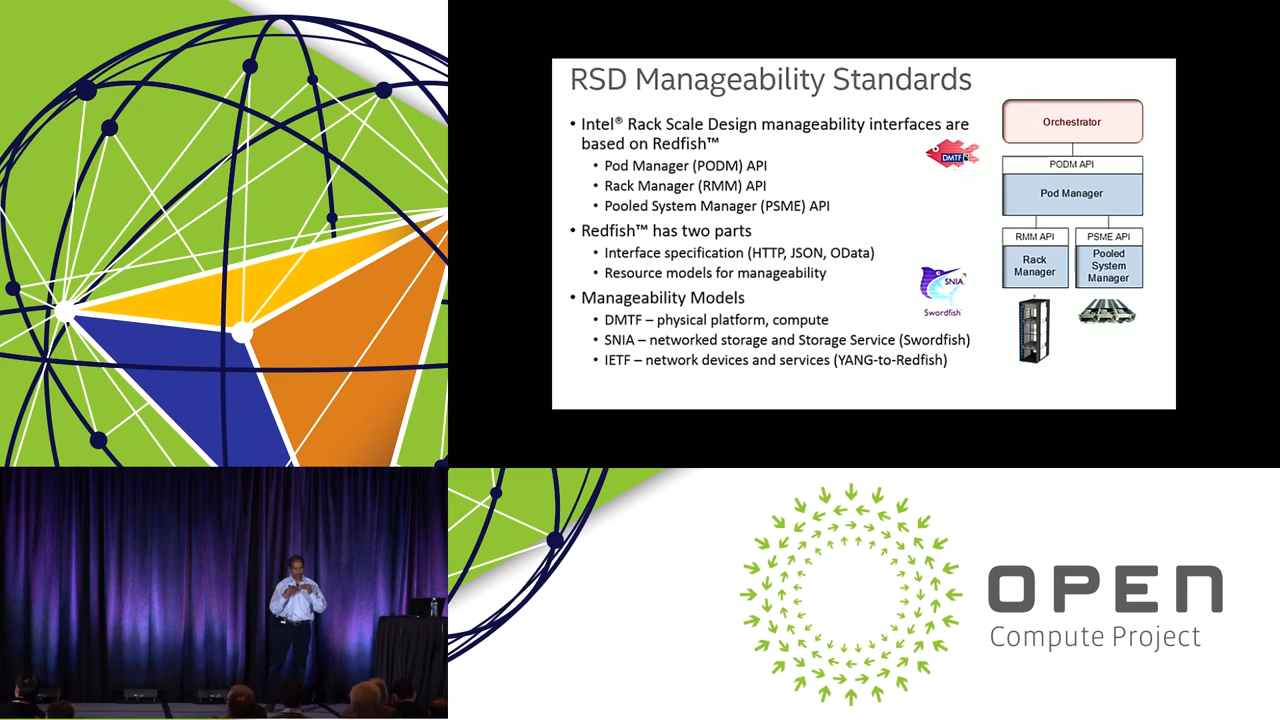 RSD Manageability Standards
• Intel® Rack Scale Design manageability interfaces are
based on Redfish™
• Pod Manager (PODM) API
• Rack Manager (RMM) API
• Pooled System Manager (PSME) API
• Redfish™ has two parts
• Interface specification (HTTP, JSON, OData)
• Resource models for manageability
• Manageability Models
• DMTF – physical platform, compute
• SNIA – networked storage and Storage Service (Swordfish)
• IETF – network devices and services (YANG-to-Redfish)
DMTF
SNIA
Swordfish
Orchestrator
PODM API
Pod Manager
RMM API
Rack
Manager
PSME API
Pooled
System
Manager
OPEN
Compute Project